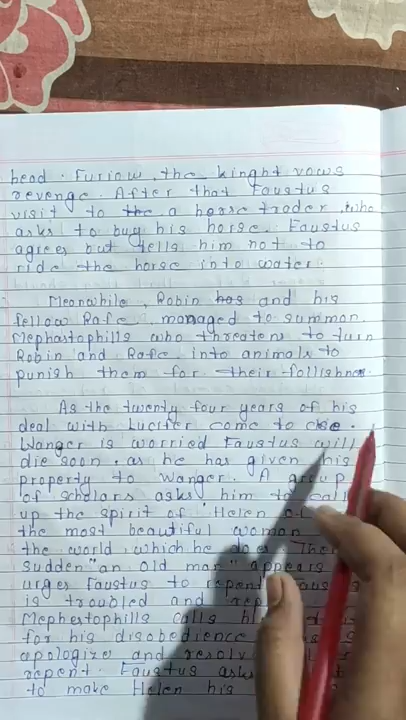 head. Furiow, the kinght vows
revenge. After that Faustus
visit to the a horse trader, who
asks to buy his horse. Faustus
agrees but tells him not to
ride the horse into water.
Meanwhile, Robin has and his
fellow Rafe managed to summon
Mephastophills who threatens to turn
Robin and Rafe into animals to
punish them for their follishness.
As the twenty four years of his
deal with Lucifer come to close.
Wanger is worried Faustus will
die soon, as he has given his
property to Wanger. A group
of scholars asks him to call
up the spirit of "Helen of
the most beautiful woman
the world, which he does. Then
sudden "an old man" appears
urges Faustus to repent.
is troubled and
Mephestophills calls
for his disobedience
apologize and
repent. Faustus asks
to make Helen his